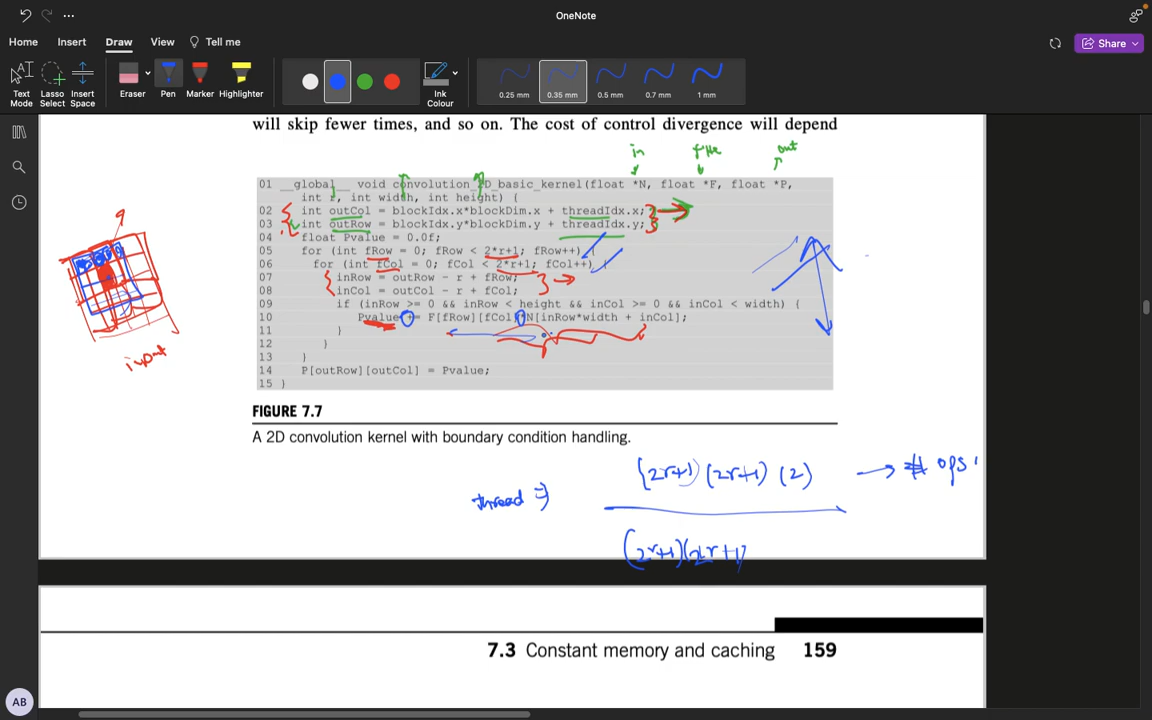 OneNote
Home Insert Draw View Tell me
Share
Text Mode
Lasso Select
Insert Space
Eraser
Pen
Marker
Highlighter
Ink Colour
0.25 mm
0.35 mm
0.5 mm
0.7 mm
1 mm
will skip fewer times, and so on. The cost of control divergence will depend
in
out
01 __global__ void convolution_2D_basic_kernel(float *N, float *F, float *P,
int r, int width, int height) {
02 int outCol = blockIdx.x*blockDim.x + threadIdx.x;
03 int outRow = blockIdx.y*blockDim.y + threadIdx.y;
04 float Pvalue = 0.0f;
05 for (int fRow = 0; fRow < 2*r+1; fRow++) {
06 for (int fCol = 0; fCol < 2*r+1; fCol++) {
07 inRow = outRow - r + fRow;
08 inCol = outCol - r + fCol;
09 if (inRow >= 0 && inRow < height && inCol >= 0 && inCol < width) {
10 Pvalue += F[fRow][fCol]*N[inRow*width + inCol];
11 }
12 }
13 }
14 P[outRow][outCol] = Pvalue;
15 }
input
FIGURE 7.7
A 2D convolution kernel with boundary condition handling.
(2r+1) (2r+1) (2) → # ops
thread ⇒
(2r+1)(2r+1)
7.3 Constant memory and caching 159
AB